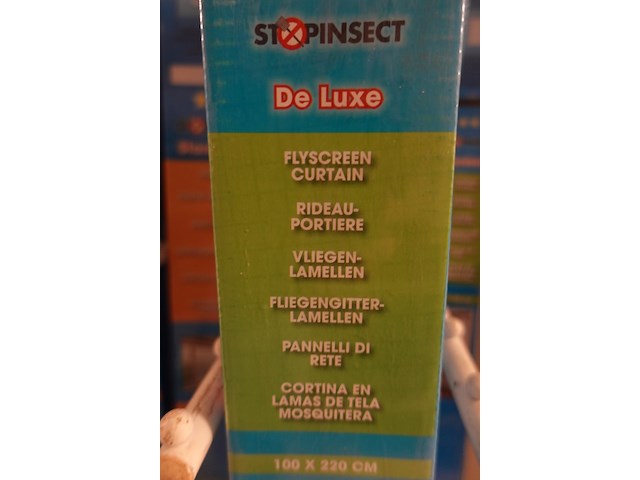 STOPINSECT
De Luxe
FLYSCREEN
CURTAIN
RIDEAU-
PORTIERE
VLIEGEN-
LAMELLEN
FLIEGENGITTER-
LAMELLEN
PANNELLI DI
RETE
CORTINA EN
LAMAS DE TELA
MOSQUITERA
100 X 220 CM